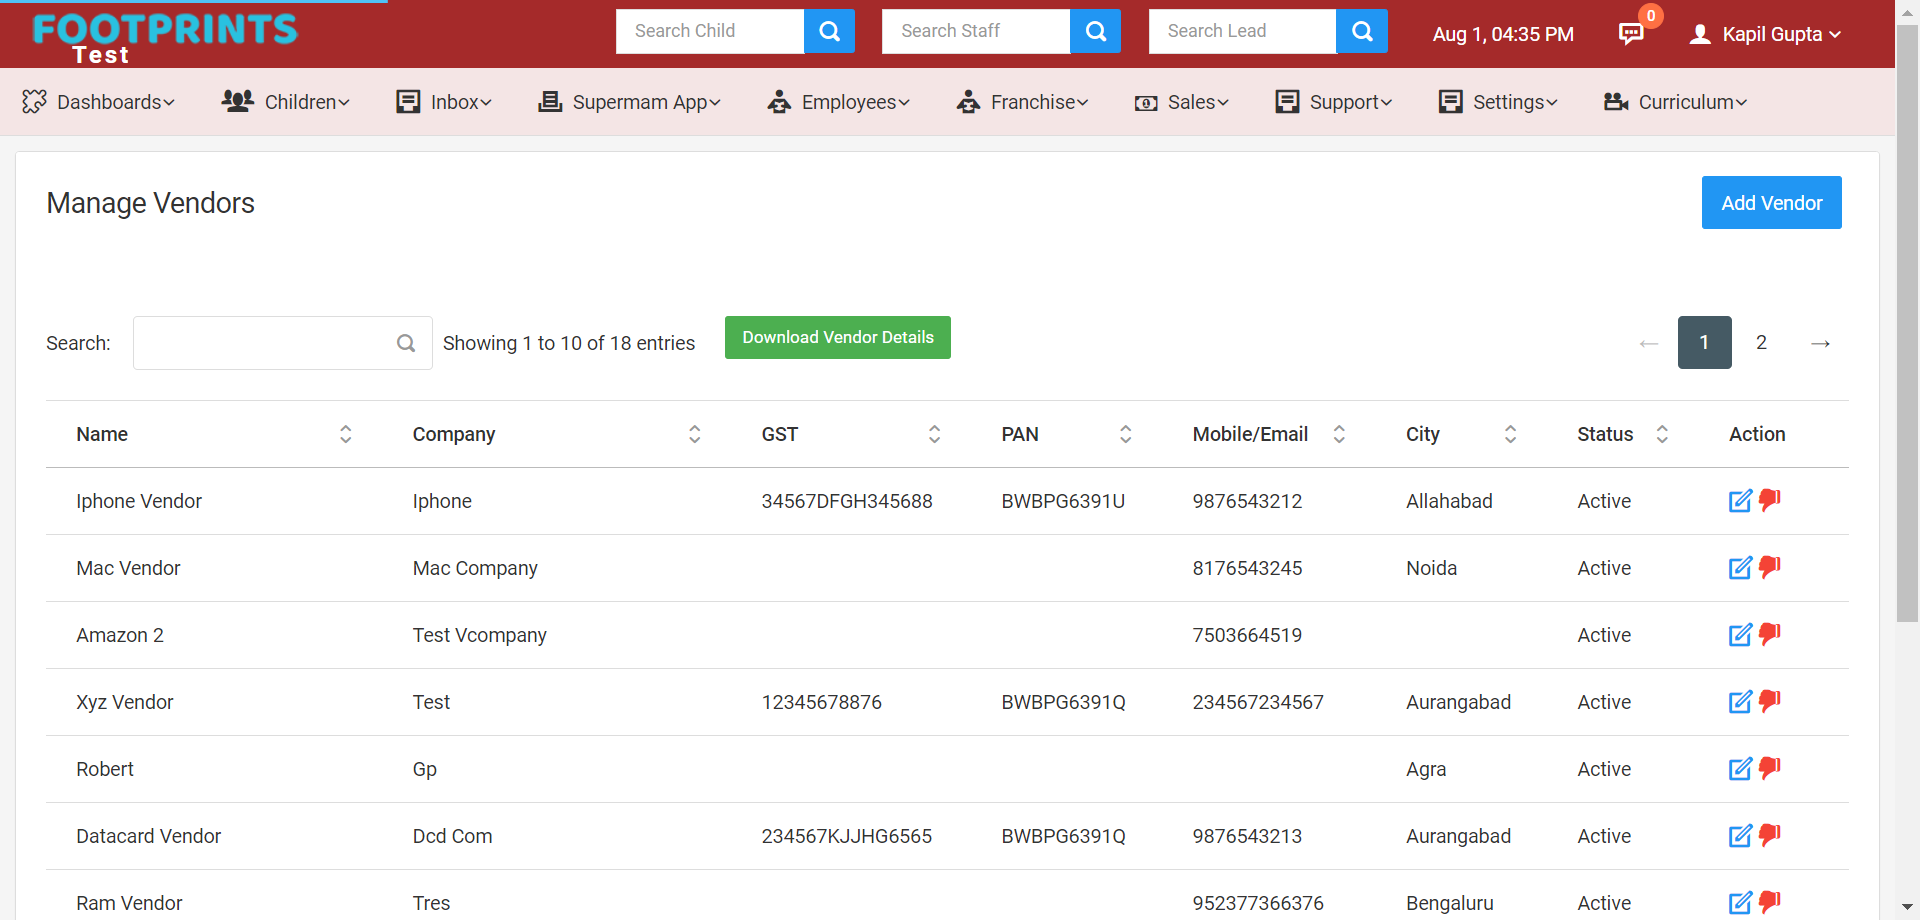 FOOTPRINTS
Test
Search Child
Search Staff
Search Lead
Aug 1, 04:35 PM
0
Kapil Gupta
Dashboards
Children
Inbox
Supermam App
Employees
Franchise
Sales
Support
Settings
Curriculum
Manage Vendors
Add Vendor
Search:
Showing 1 to 10 of 18 entries
Download Vendor Details
← 1 2 →
Name Company GST PAN Mobile/Email City Status Action
Iphone Vendor Iphone 34567DFGH345688 BWBPG6391U 9876543212 Allahabad Active
Mac Vendor Mac Company 8176543245 Noida Active
Amazon 2 Test Vcompany 7503664519 Active
Xyz Vendor Test 12345678876 BWBPG6391Q 234567234567 Aurangabad Active
Robert Gp Agra Active
Datacard Vendor Dcd Com 234567KJJHG6565 BWBPG6391Q 9876543213 Aurangabad Active
Ram Vendor Tres 952377366376 Bengaluru Active